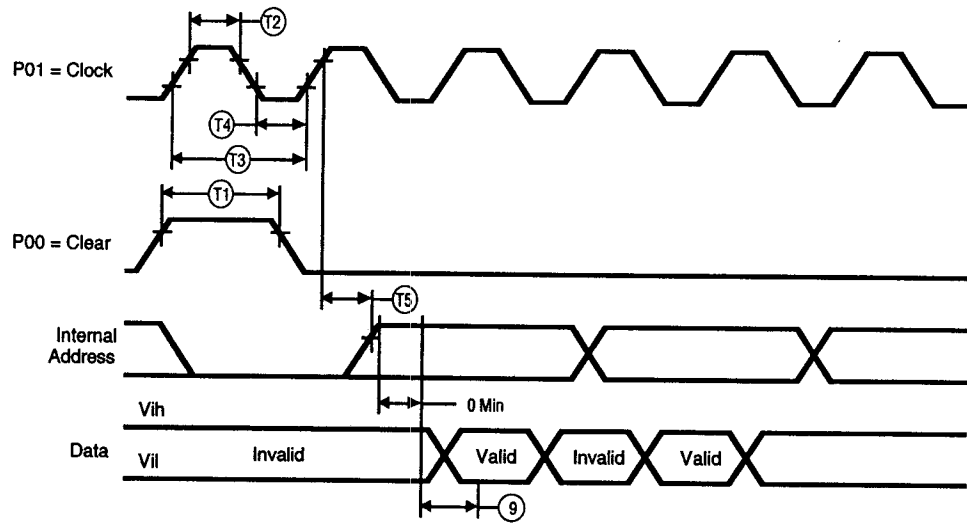 T2
P01 = Clock
T4
T3
T1
P00 = Clear
T5
Internal
Address
0 Min
Vih
Data
Vil
Invalid
Valid
Invalid
Valid
9